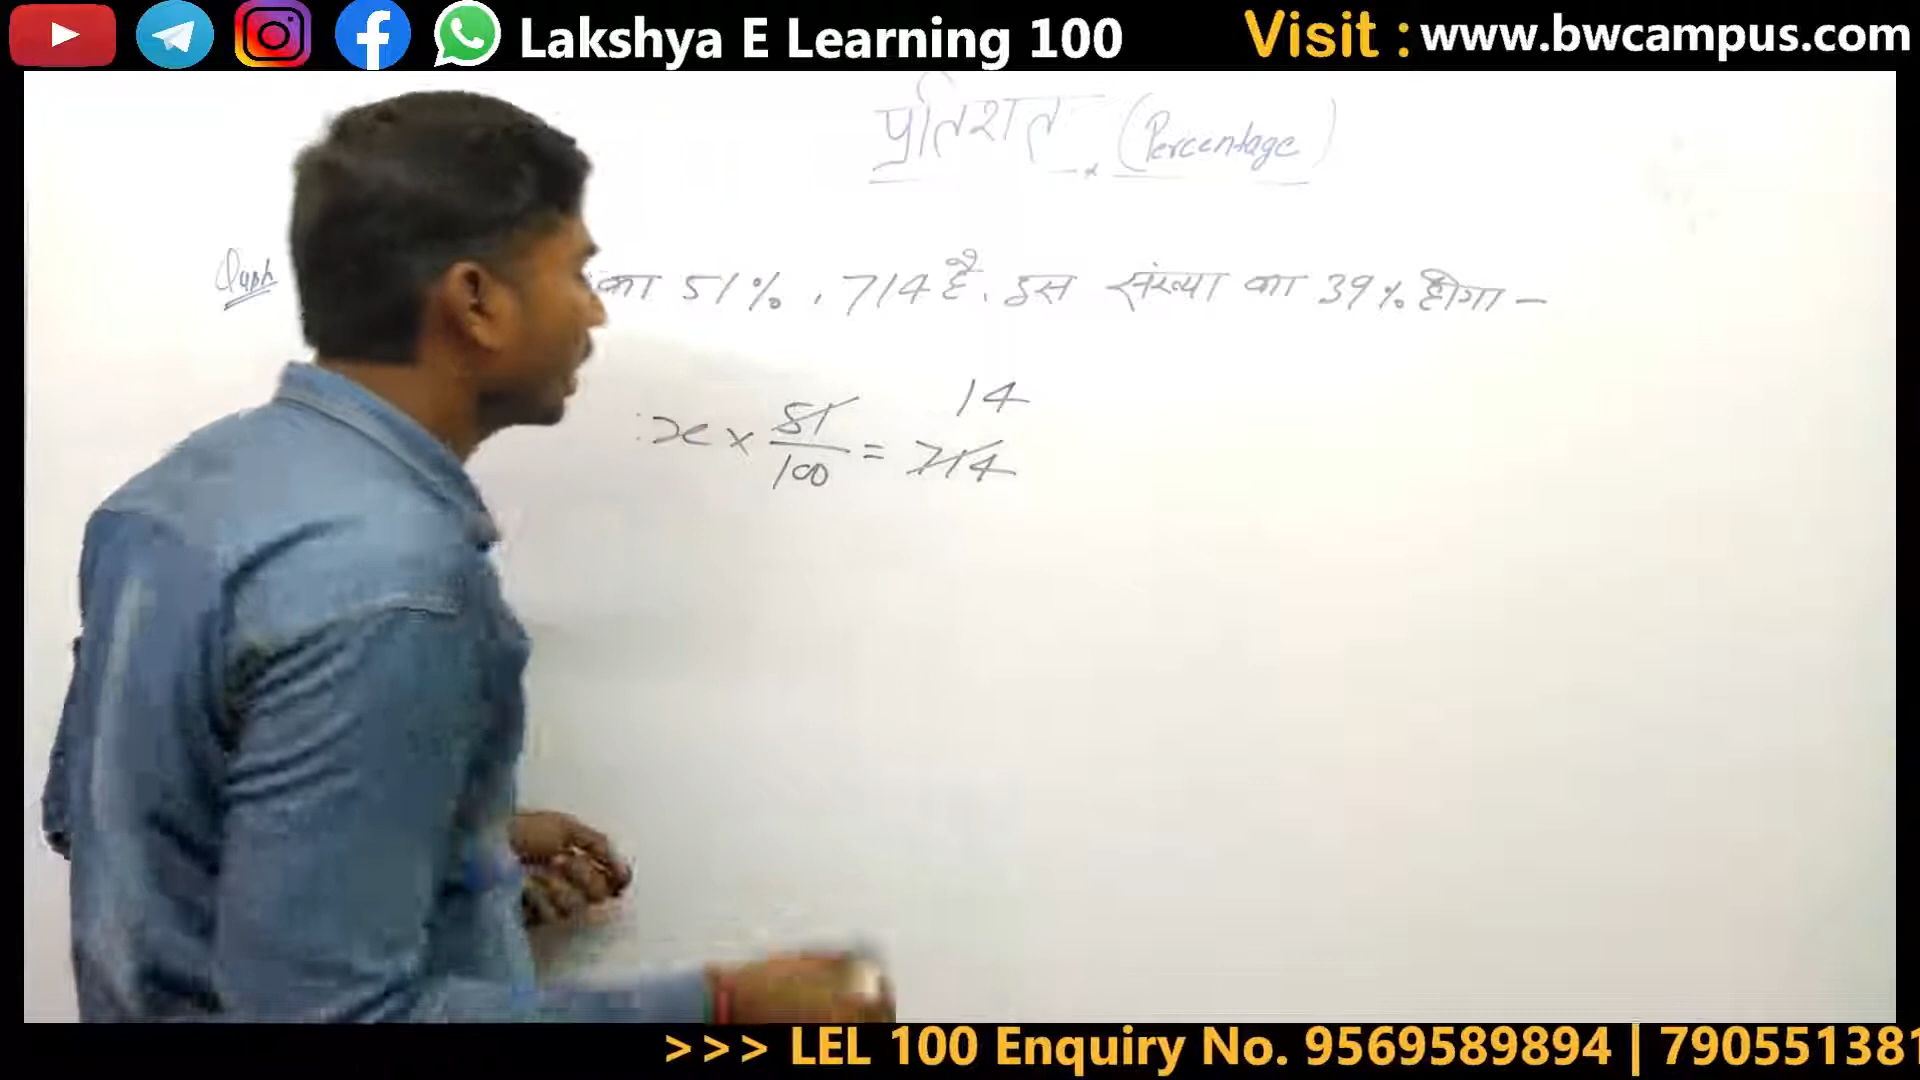 Lakshya E Learning 100 Visit : www.bwcampus.com
प्रतिशत (Percentage)
का 51%, 714 है. इस संख्या का 39% होगा —
14
x × 51/100 = 714
>>> LEL 100 Enquiry No. 9569589894 | 790551381